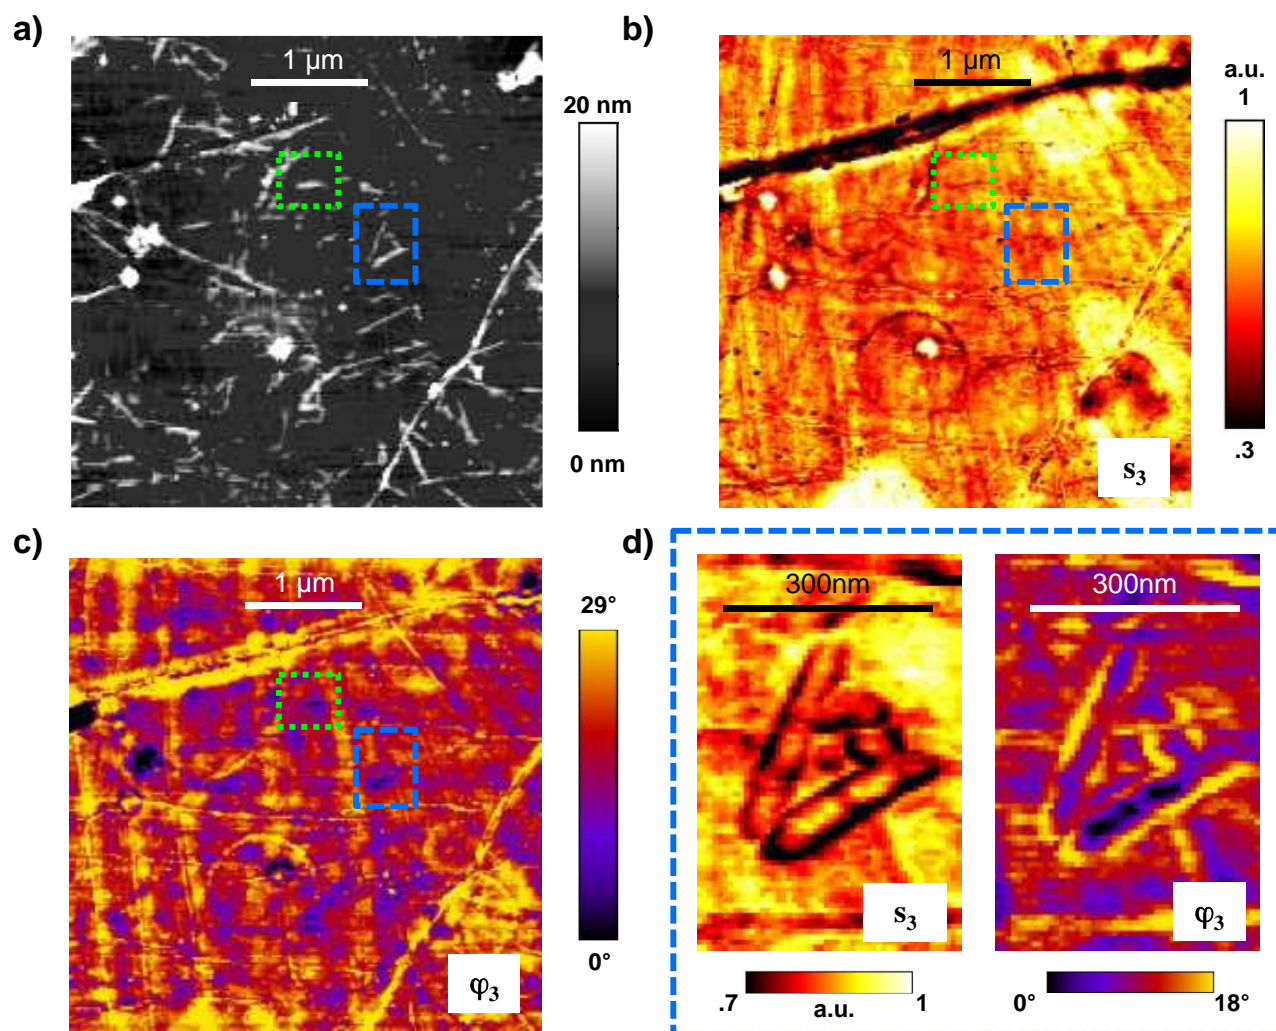 a)
1 µm
20 nm
0 nm
b)
1 µm
a.u.
1
.3
s3
c)
1 µm
29°
0°
φ3
d)
300nm
300nm
s3
φ3
.7
a.u.
1
0°
18°